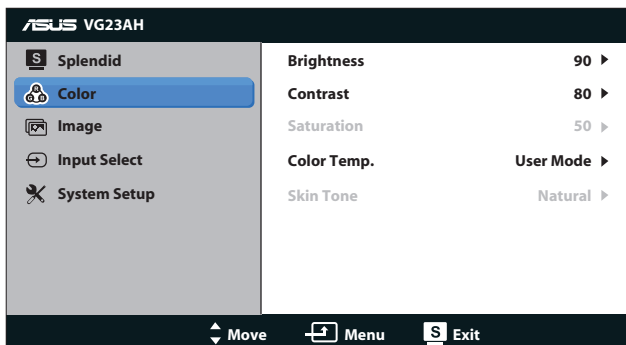 ASUS VG23AH
S Splendid
Color
Image
Input Select
System Setup
Brightness 90
Contrast 80
Saturation 50
Color Temp. User Mode
Skin Tone Natural
Move Menu S Exit